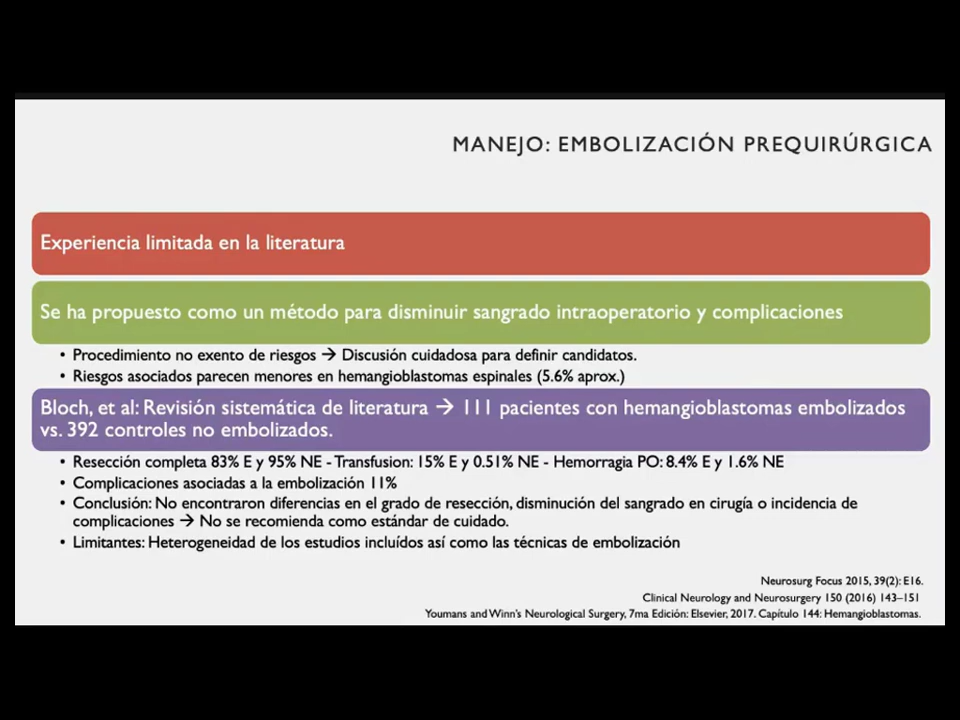 MANEJO: EMBOLIZACIÓN PREQUIRÚRGICA
Experiencia limitada en la literatura
Se ha propuesto como un método para disminuir sangrado intraoperatorio y complicaciones
• Procedimiento no exento de riesgos → Discusión cuidadosa para definir candidatos.
• Riesgos asociados parecen menores en hemangioblastomas espinales (5.6% aprox.)
Bloch, et al: Revisión sistemática de literatura → 111 pacientes con hemangioblastomas embolizados
vs. 392 controles no embolizados.
• Resección completa 83% E y 95% NE - Transfusion: 15% E y 0.51% NE - Hemorragia PO: 8.4% E y 1.6% NE
• Complicaciones asociadas a la embolización 11%
• Conclusión: No encontraron diferencias en el grado de resección, disminución del sangrado en cirugía o incidencia de
complicaciones → No se recomienda como estándar de cuidado.
• Limitantes: Heterogeneidad de los estudios incluídos así como las técnicas de embolización
Neurosurg Focus 2015, 39(2): E16.
Clinical Neurology and Neurosurgery 150 (2016) 143–151
Youmans and Winn's Neurological Surgery, 7ma Edición: Elsevier, 2017. Capítulo 144: Hemangioblastomas.